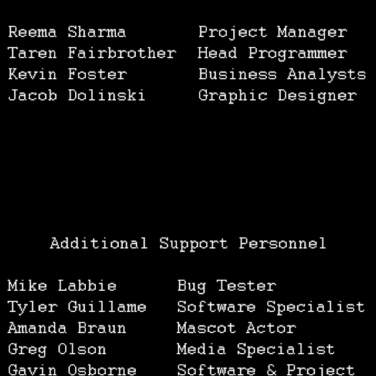 Reema Sharma Project Manager
Taren Fairbrother Head Programmer
Kevin Foster Business Analysts
Jacob Dolinski Graphic Designer
Additional Support Personnel
Mike Labbie Bug Tester
Tyler Guillame Software Specialist
Amanda Braun Mascot Actor
Greg Olson Media Specialist
Gavin Osborne Software & Project